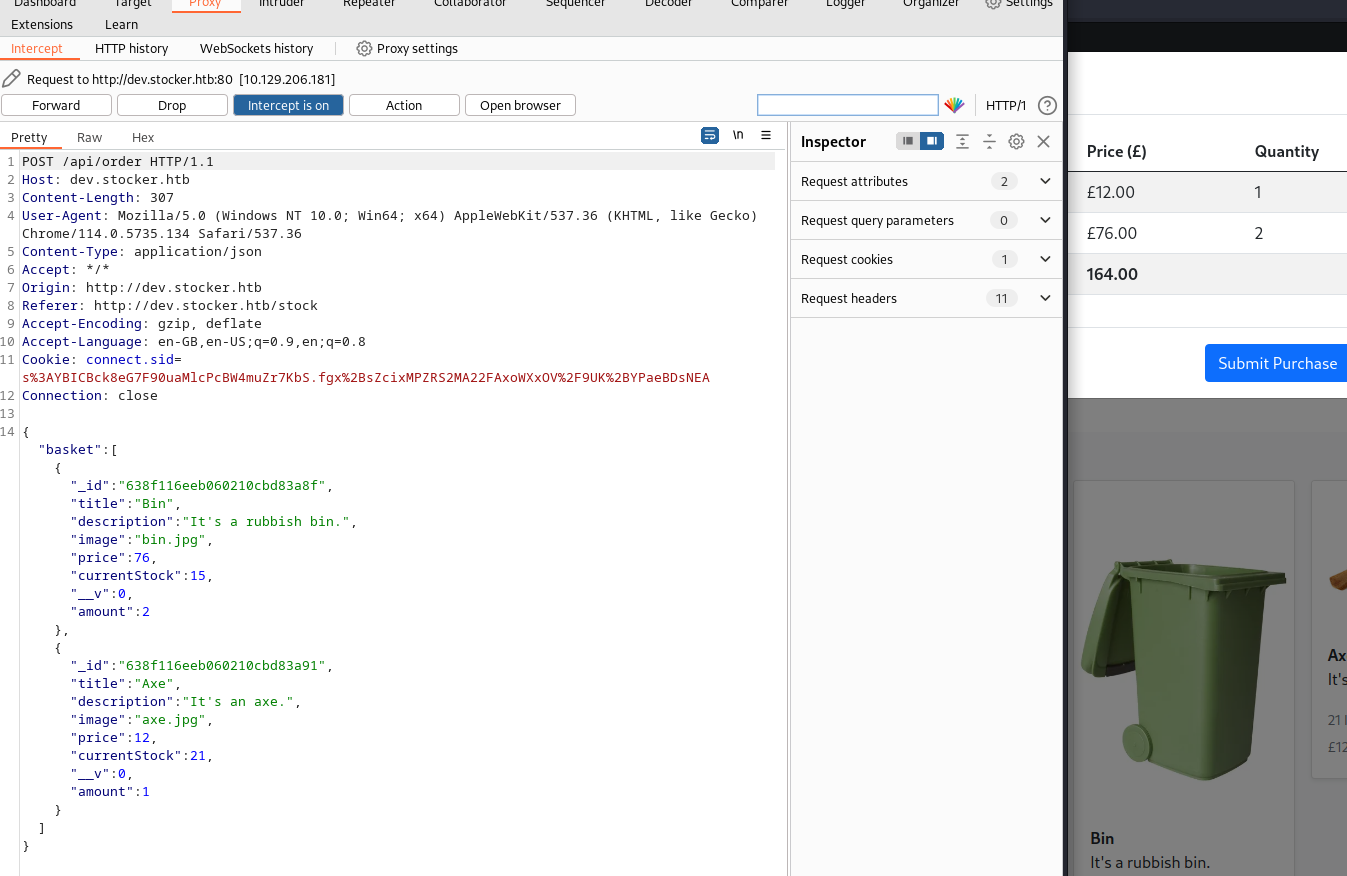 Dashboard Target Proxy Intruder Repeater Collaborator Sequencer Decoder Comparer Logger Organizer Settings
Extensions Learn
Intercept HTTP history WebSockets history Proxy settings
Request to http://dev.stocker.htb:80 [10.129.206.181]
Forward Drop Intercept is on Action Open browser HTTP/1 ?
Pretty Raw Hex \n
1 POST /api/order HTTP/1.1
2 Host: dev.stocker.htb
3 Content-Length: 307
4 User-Agent: Mozilla/5.0 (Windows NT 10.0; Win64; x64) AppleWebKit/537.36 (KHTML, like Gecko)
Chrome/114.0.5735.134 Safari/537.36
5 Content-Type: application/json
6 Accept: */*
7 Origin: http://dev.stocker.htb
8 Referer: http://dev.stocker.htb/stock
9 Accept-Encoding: gzip, deflate
10 Accept-Language: en-GB,en-US;q=0.9,en;q=0.8
11 Cookie: connect.sid=
s%3AYBICBck8eG7F90uaMlcPcBW4muZr7KbS.fgx%2BsZcixMPZRS2MA22FAxoWXxOV%2F9UK%2BYPaeBDsNEA
12 Connection: close
13
14 {
"basket":[
{
"_id":"638f116eeb060210cbd83a8f",
"title":"Bin",
"description":"It's a rubbish bin.",
"image":"bin.jpg",
"price":76,
"currentStock":15,
"__v":0,
"amount":2
},
{
"_id":"638f116eeb060210cbd83a91",
"title":"Axe",
"description":"It's an axe.",
"image":"axe.jpg",
"price":12,
"currentStock":21,
"__v":0,
"amount":1
}
]
}
Inspector
Request attributes 2
Request query parameters 0
Request cookies 1
Request headers 11
Price (£) Quantity
£12.00 1
£76.00 2
164.00
Submit Purchase
Bin
It's a rubbish bin.
Axe
It's
21
£12